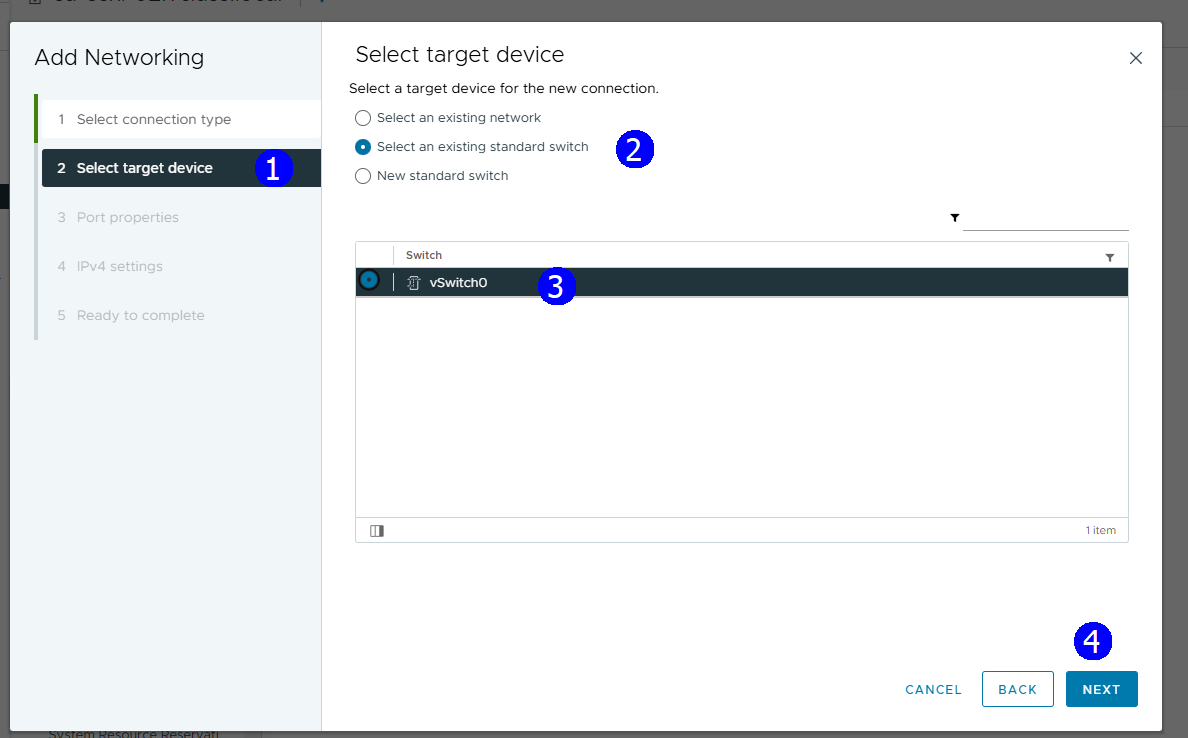 Add Networking
1 Select connection type
2 Select target device
1
3 Port properties
4 IPv4 settings
5 Ready to complete
Select target device
Select a target device for the new connection.
Select an existing network
Select an existing standard switch
2
New standard switch
Switch
vSwitch0
3
1 item
4
CANCEL
BACK
NEXT
System Resource Reservati